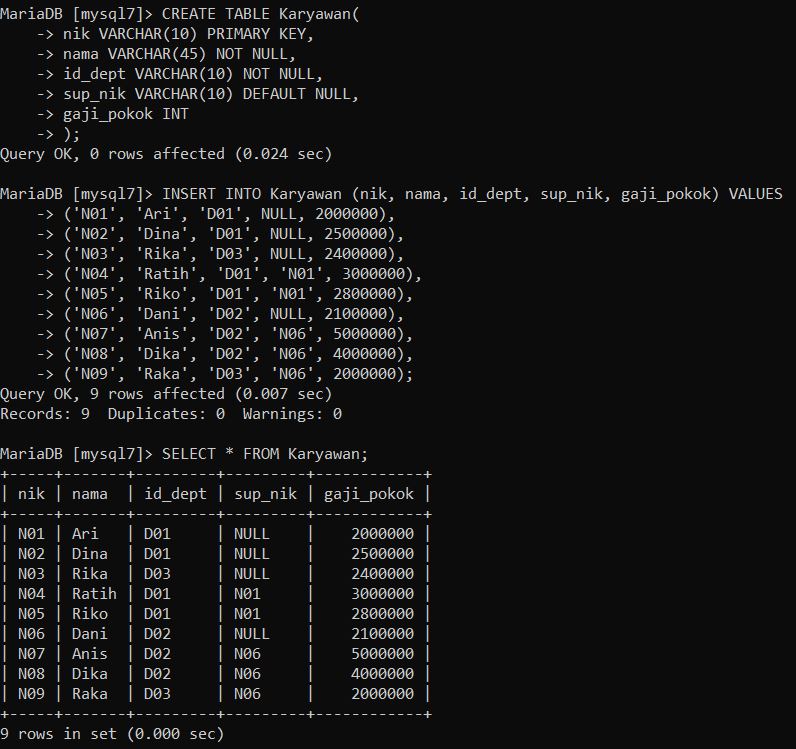 MariaDB [mysql7]> CREATE TABLE Karyawan(
    -> nik VARCHAR(10) PRIMARY KEY,
    -> nama VARCHAR(45) NOT NULL,
    -> id_dept VARCHAR(10) NOT NULL,
    -> sup_nik VARCHAR(10) DEFAULT NULL,
    -> gaji_pokok INT
    -> );
Query OK, 0 rows affected (0.024 sec)

MariaDB [mysql7]> INSERT INTO Karyawan (nik, nama, id_dept, sup_nik, gaji_pokok) VALUES
    -> ('N01', 'Ari', 'D01', NULL, 2000000),
    -> ('N02', 'Dina', 'D01', NULL, 2500000),
    -> ('N03', 'Rika', 'D03', NULL, 2400000),
    -> ('N04', 'Ratih', 'D01', 'N01', 3000000),
    -> ('N05', 'Riko', 'D01', 'N01', 2800000),
    -> ('N06', 'Dani', 'D02', NULL, 2100000),
    -> ('N07', 'Anis', 'D02', 'N06', 5000000),
    -> ('N08', 'Dika', 'D02', 'N06', 4000000),
    -> ('N09', 'Raka', 'D03', 'N06', 2000000);
Query OK, 9 rows affected (0.007 sec)
Records: 9  Duplicates: 0  Warnings: 0

MariaDB [mysql7]> SELECT * FROM Karyawan;
+-----+-------+---------+---------+------------+
| nik | nama  | id_dept | sup_nik | gaji_pokok |
+-----+-------+---------+---------+------------+
| N01 | Ari   | D01     | NULL    |    2000000 |
| N02 | Dina  | D01     | NULL    |    2500000 |
| N03 | Rika  | D03     | NULL    |    2400000 |
| N04 | Ratih | D01     | N01     |    3000000 |
| N05 | Riko  | D01     | N01     |    2800000 |
| N06 | Dani  | D02     | NULL    |    2100000 |
| N07 | Anis  | D02     | N06     |    5000000 |
| N08 | Dika  | D02     | N06     |    4000000 |
| N09 | Raka  | D03     | N06     |    2000000 |
+-----+-------+---------+---------+------------+
9 rows in set (0.000 sec)